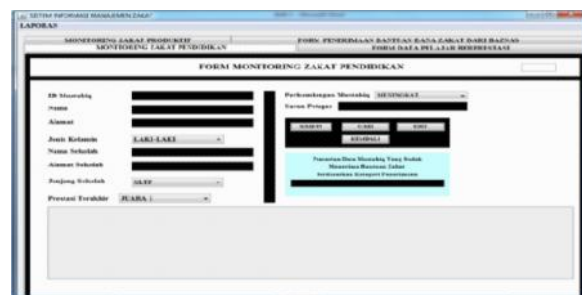 SISTEM INFORMASI MANAJEMEN ZAKAT
LAPORAN
MONITORING ZAKAT PRODUKTIF
FORM PENERIMAAN BANTUAN DANA ZAKAT DARI BAZNAS
MONITORING ZAKAT PENDIDIKAN
FORM DATA PELAJAR BERPRESTASI
FORM MONITORING ZAKAT PENDIDIKAN
ID Mustahiq
Nama
Alamat
Jenis Kelamin
LAKI-LAKI
Nama Sekolah
Alamat Sekolah
Jenjang Sekolah
Prestasi Terakhir
JUARA 1
Perkembangan Mustahiq
MENINGKAT
Saran Petugas
SIMPAN
CARI
EDIT
KEMBALI
Pencarian Data Mustahiq Yang Sudah
Menerima Bantuan Zakat
Berdasarkan Kategori Penerimaan